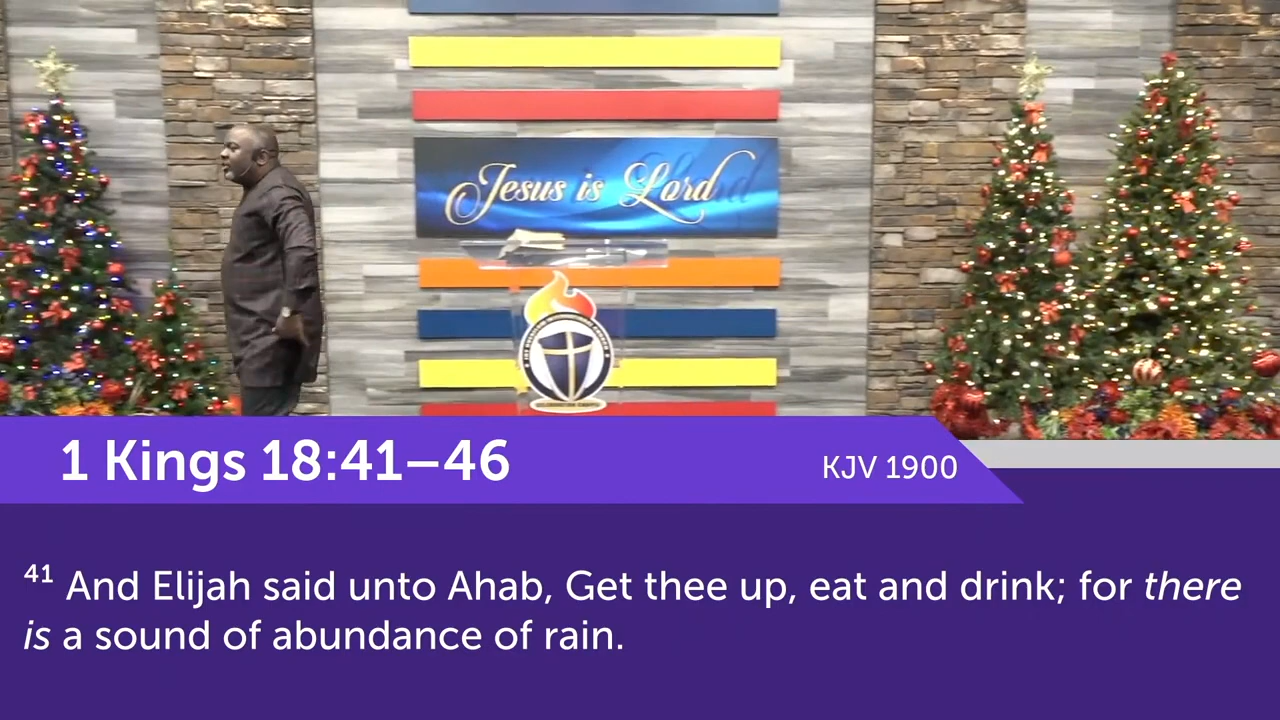 Jesus is Lord
1 Kings 18:41–46
KJV 1900
41 And Elijah said unto Ahab, Get thee up, eat and drink; for there
is a sound of abundance of rain.